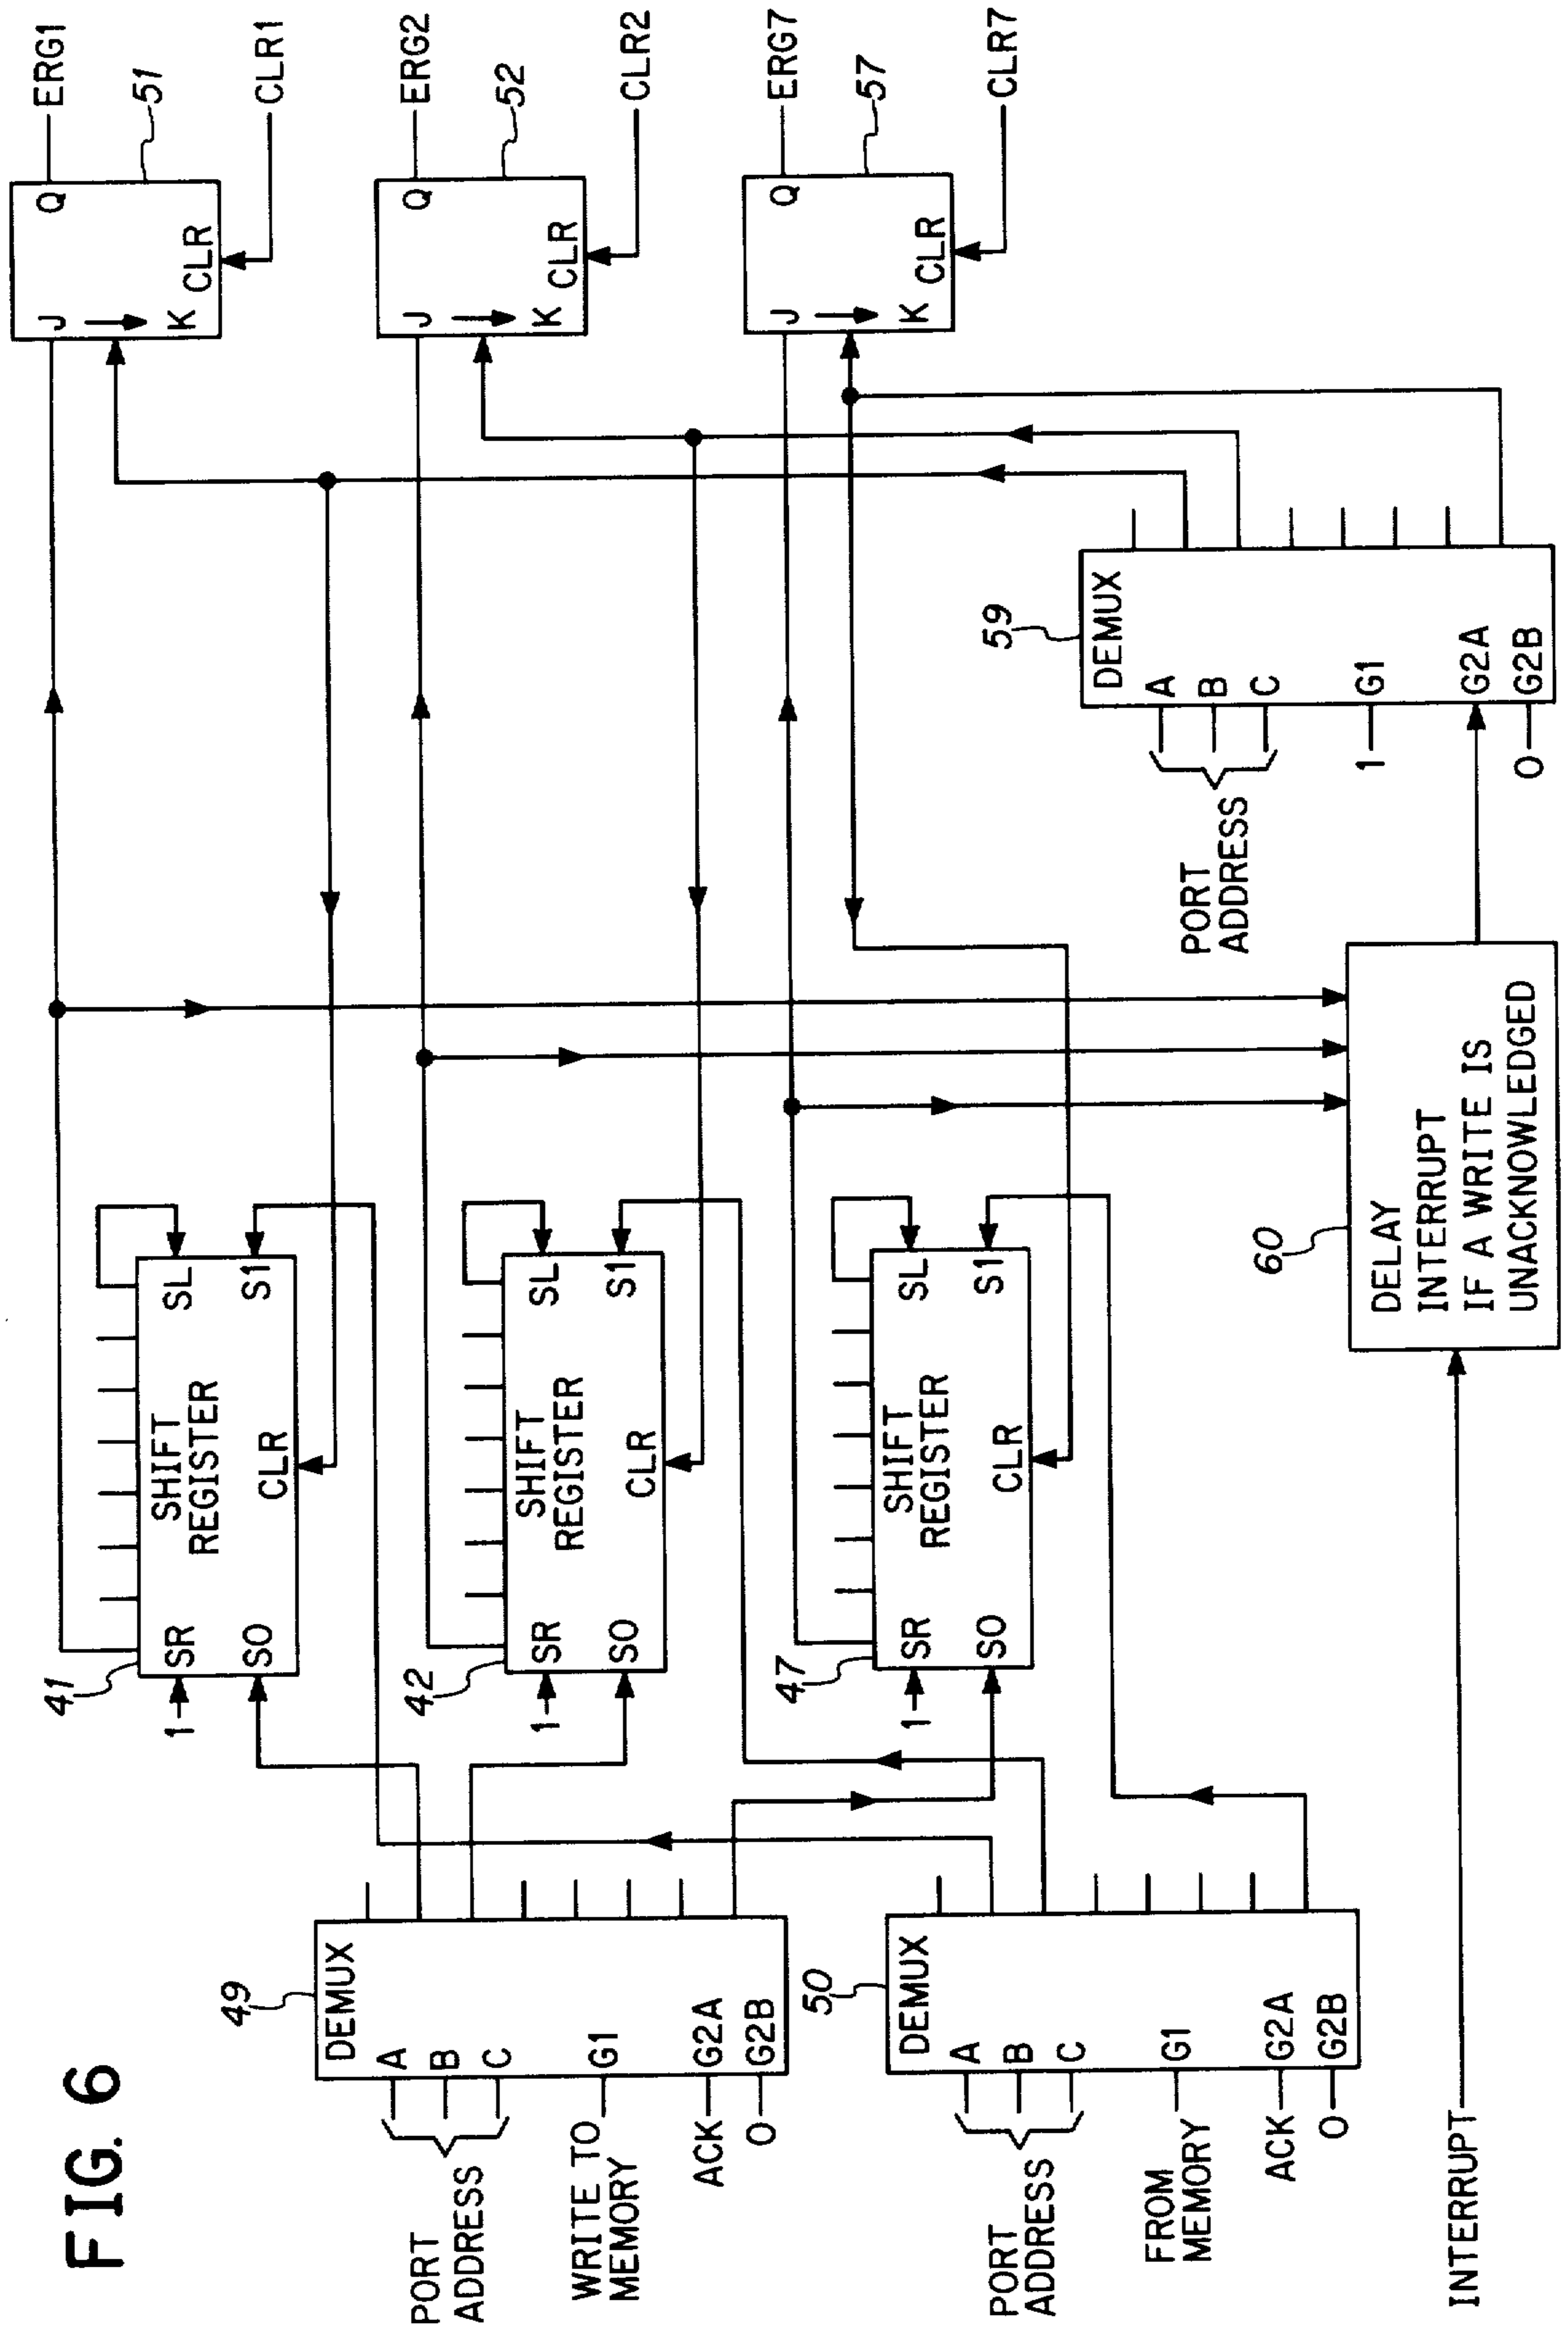 FIG. 6
PORT
ADDRESS
A
B
C
DEMUX
49
WRITE TO
MEMORY
G1
ACK
G2A
0
G2B
PORT
ADDRESS
A
B
C
DEMUX
50
FROM
MEMORY
G1
ACK
G2A
0
G2B
INTERRUPT
41
1
SR
S0
SHIFT
REGISTER
CLR
SL
S1
42
1
SR
S0
SHIFT
REGISTER
CLR
SL
S1
47
1
SR
S0
SHIFT
REGISTER
CLR
SL
S1
60
DELAY
INTERRUPT
IF A WRITE IS
UNACKNOWLEDGED
PORT
ADDRESS
A
B
C
DEMUX
59
1
G1
G2A
0
G2B
J
Q
K
CLR
ERG1
51
CLR1
J
Q
K
CLR
ERG2
52
CLR2
J
Q
K
CLR
ERG7
57
CLR7